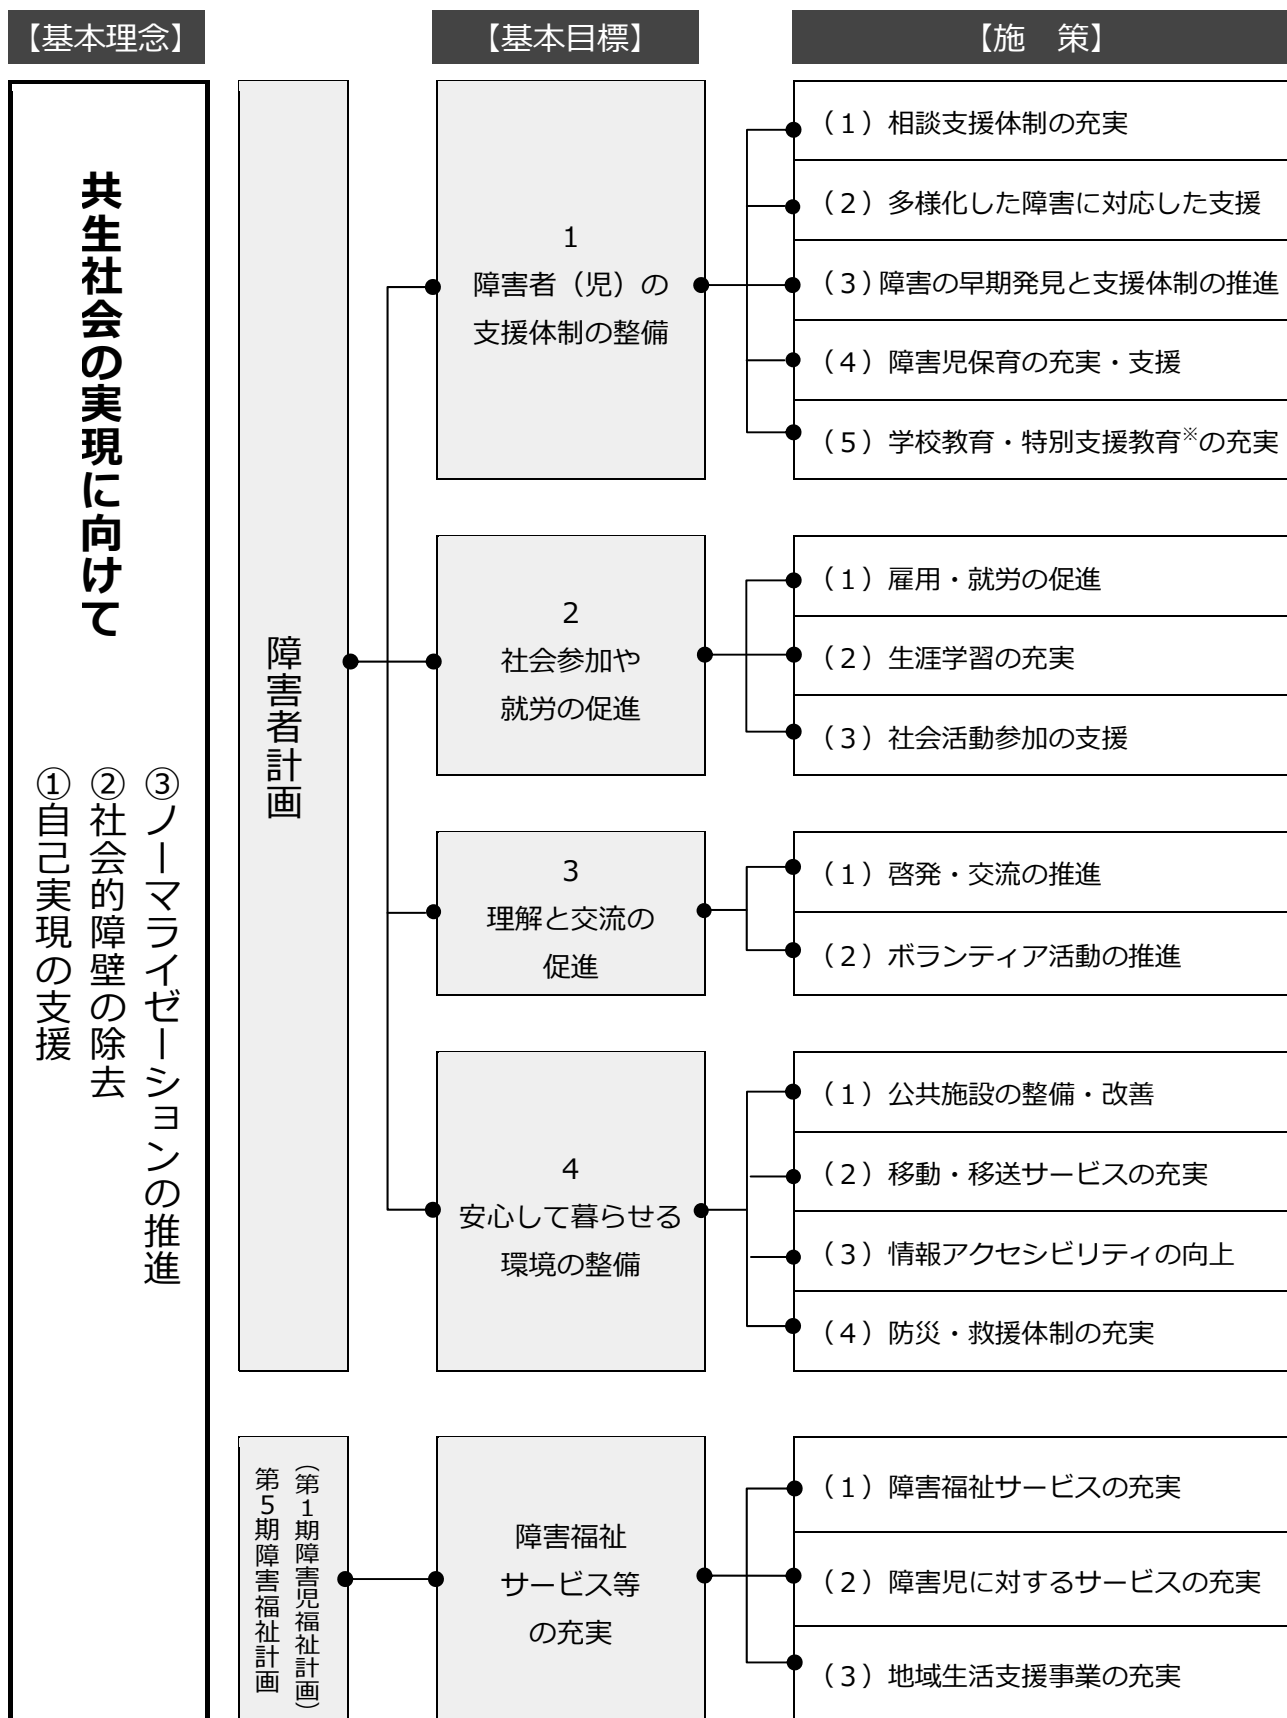 【基本理念】
【基本目標】
【施　策】
共生社会の実現に向けて
③ノーマライゼーションの推進
②社会的障壁の除去
①自己実現の支援
障害者計画
1
障害者（児）の
支援体制の整備
（１）相談支援体制の充実
（２）多様化した障害に対応した支援
（３）障害の早期発見と支援体制の推進
（４）障害児保育の充実・支援
（５）学校教育・特別支援教育※の充実
2
社会参加や
就労の促進
（１）雇用・就労の促進
（２）生涯学習の充実
（３）社会活動参加の支援
3
理解と交流の
促進
（１）啓発・交流の推進
（２）ボランティア活動の推進
4
安心して暮らせる
環境の整備
（１）公共施設の整備・改善
（２）移動・移送サービスの充実
（３）情報アクセシビリティの向上
（４）防災・救援体制の充実
（第１期障害児福祉計画）
第５期障害福祉計画
障害福祉
サービス等
の充実
（１）障害福祉サービスの充実
（２）障害児に対するサービスの充実
（３）地域生活支援事業の充実